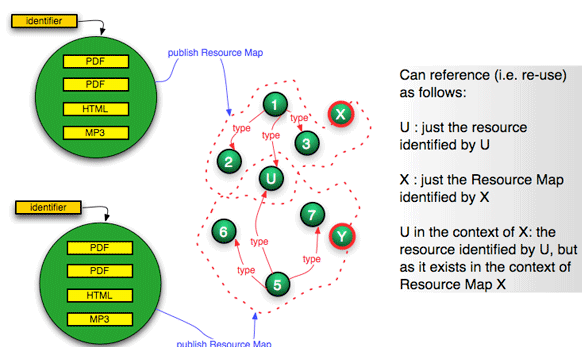 identifier
PDF
PDF
HTML
MP3
publish Resource Map
1
X
type
type
type
2
3
U
identifier
PDF
PDF
HTML
MP3
6
7
Y
type
type
type
5
publish Resource Map
Can reference (i.e. re-use)
as follows:
U : just the resource
identified by U
X : just the Resource Map
identified by X
U in the context of X: the
resource identified by U, but
as it exists in the context of
Resource Map X